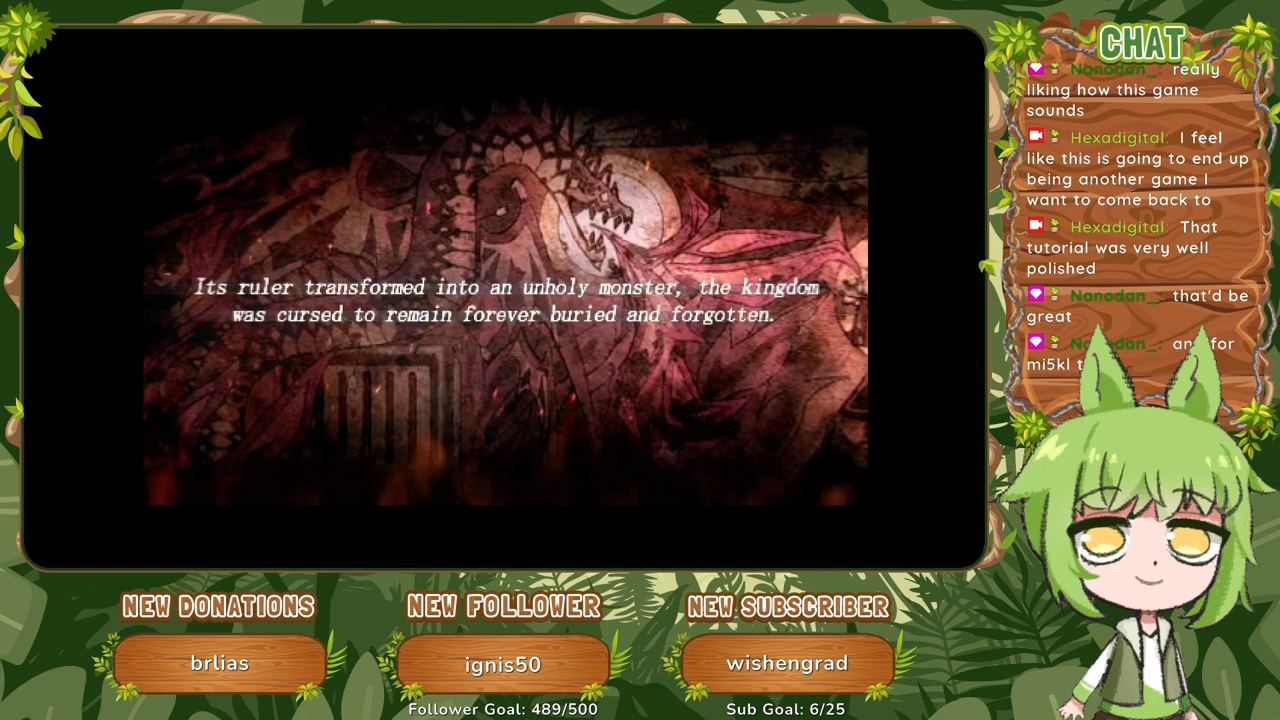 Its ruler transformed into an unholy monster, the kingdom
was cursed to remain forever buried and forgotten.
CHAT
Nanodan_: really
liking how this game
sounds
Hexadigital: I feel
like this is going to end up
being another game I
want to come back to
Hexadigital: That
tutorial was very well
polished
Nanodan_: that'd be
great
for
mi5kl
NEW DONATIONS
brlias
NEW FOLLOWER
ignis50
Follower Goal: 489/500
NEW SUBSCRIBER
wishengrad
Sub Goal: 6/25